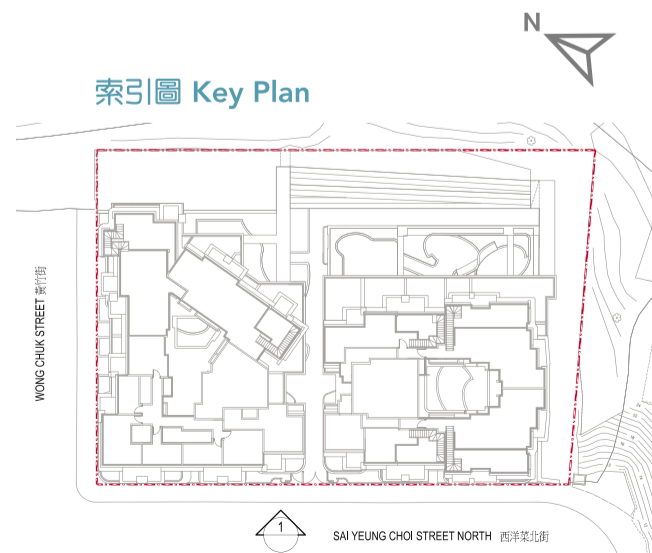 N
索引圖 Key Plan
WONG CHUK STREET 黃竹街
1
SAI YEUNG CHOI STREET NORTH 西洋菜北街